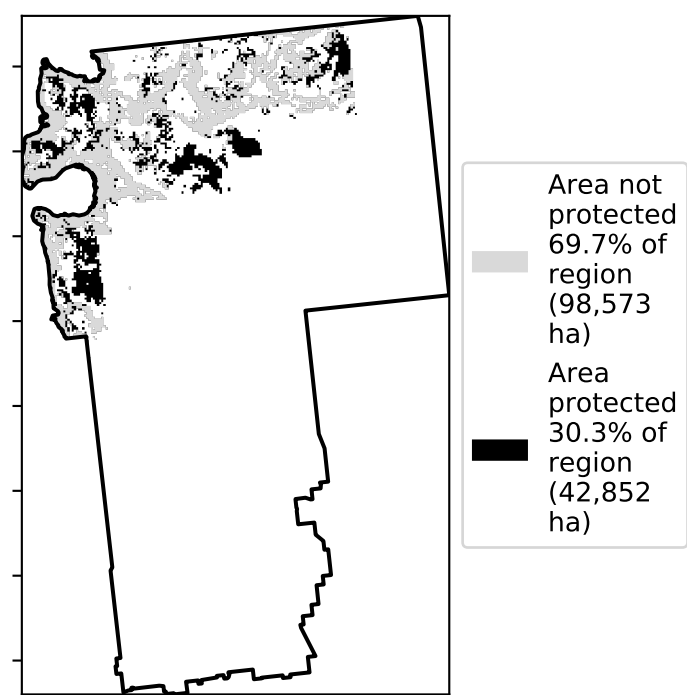 Area not
protected
69.7% of
region
(98,573
ha)
Area
protected
30.3% of
region
(42,852
ha)